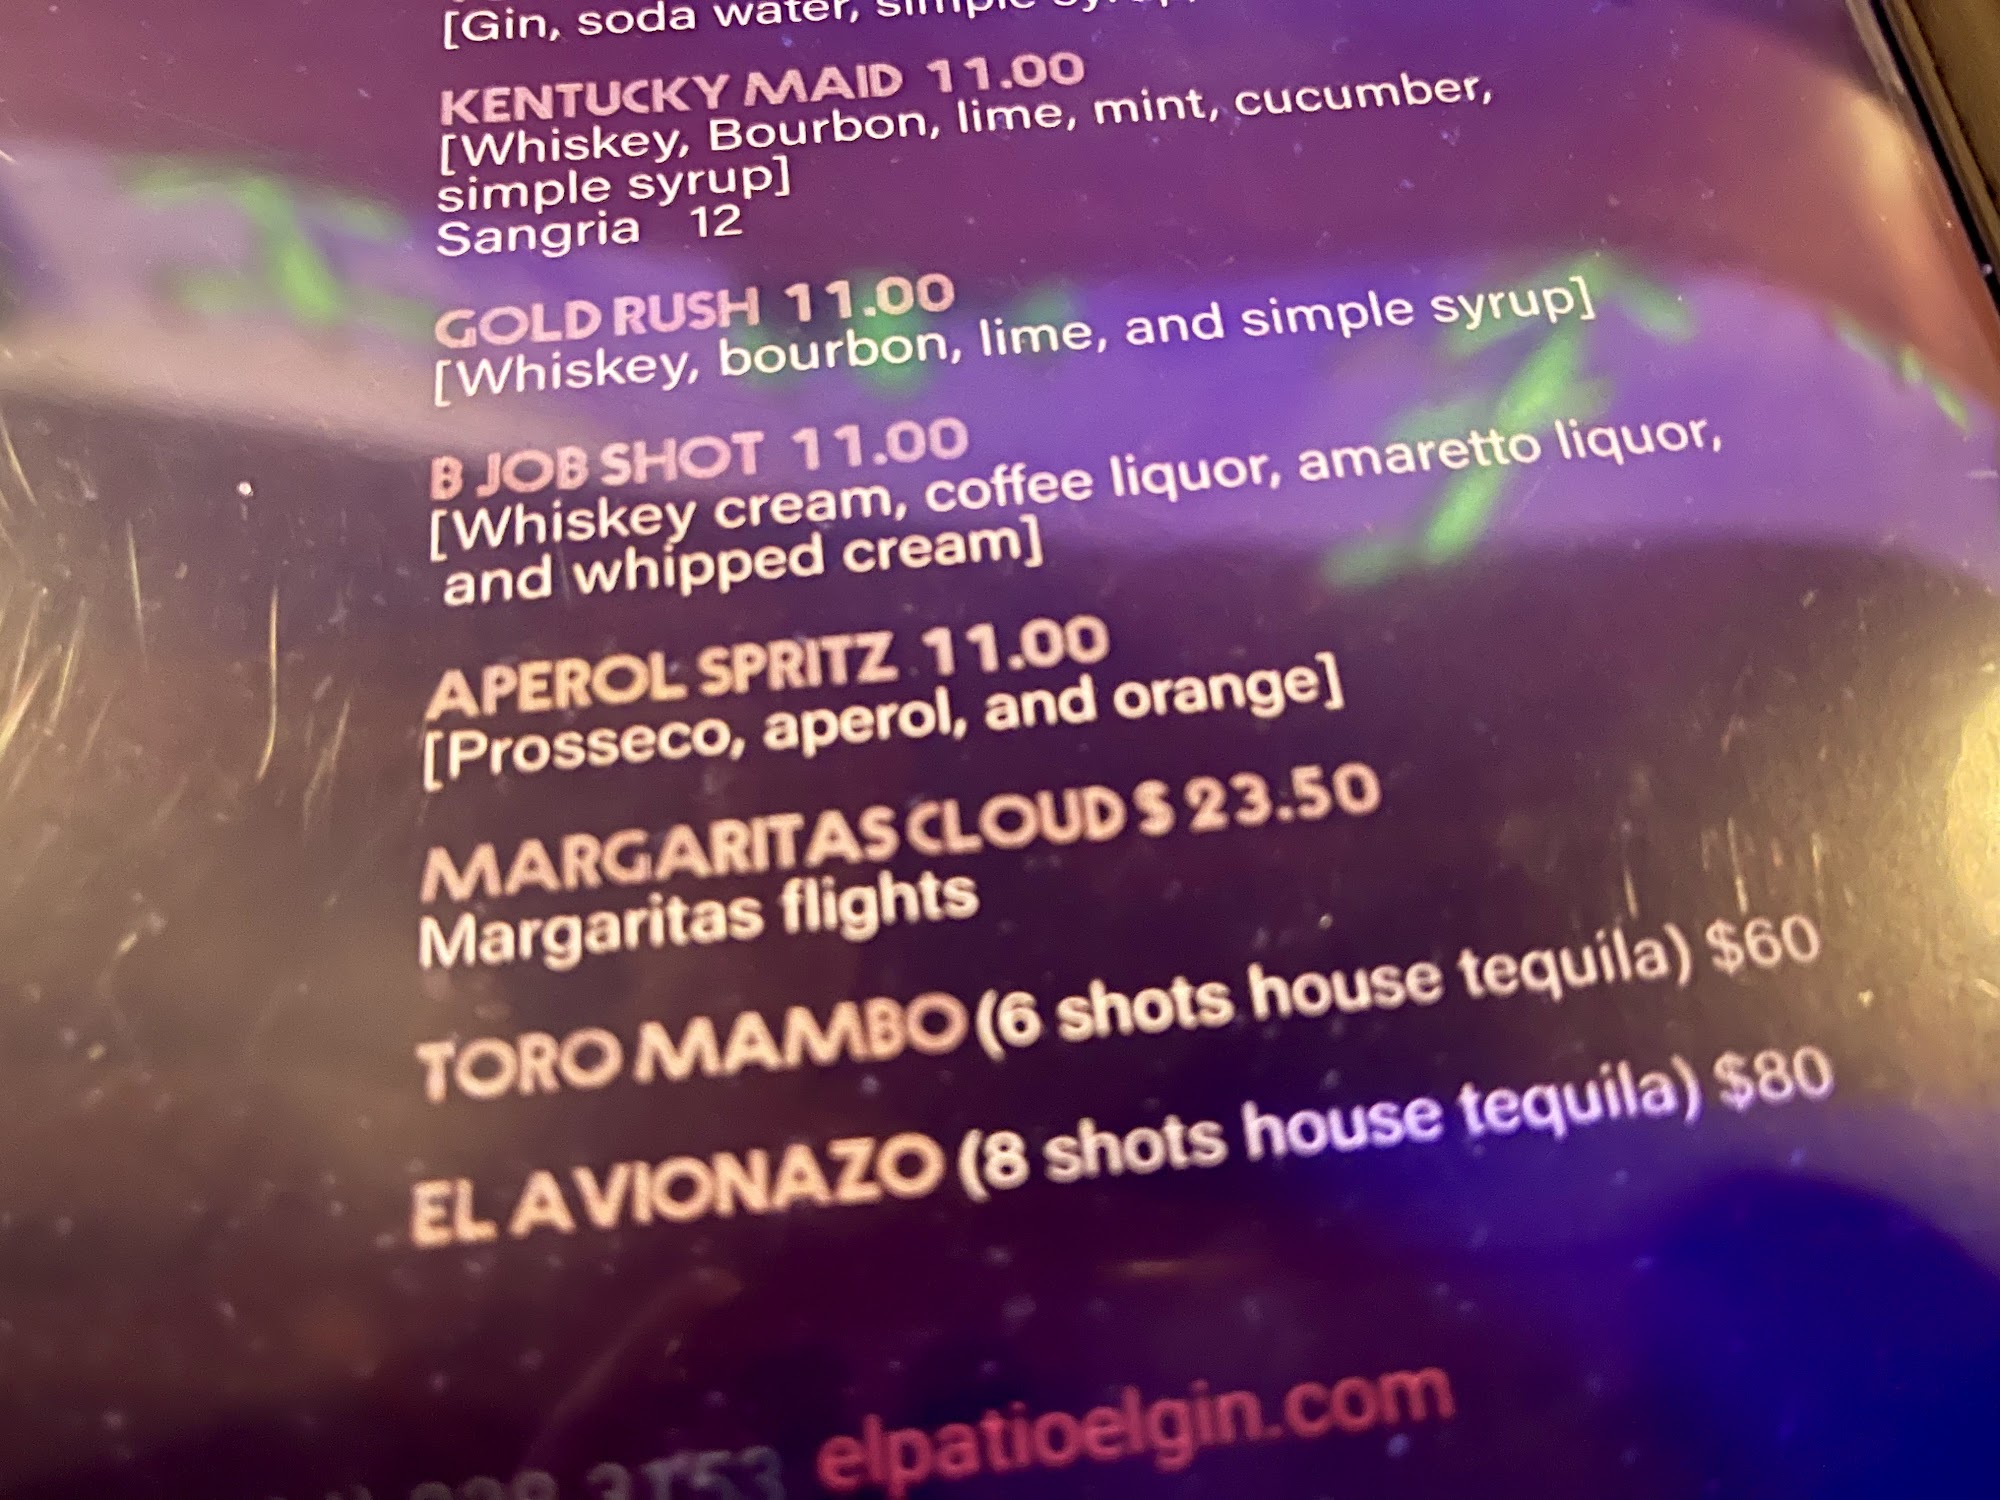 [Gin, soda water, simple syrup,
KENTUCKY MAID 11.00
[Whiskey, Bourbon, lime, mint, cucumber,
simple syrup]
Sangria 12
GOLD RUSH 11.00
[Whiskey, bourbon, lime, and simple syrup]
B JOB SHOT 11.00
[Whiskey cream, coffee liquor, amaretto liquor,
and whipped cream]
APEROL SPRITZ 11.00
[Prosseco, aperol, and orange]
MARGARITAS CLOUD $ 23.50
Margaritas flights
TORO MAMBO (6 shots house tequila) $60
EL AVIONAZO (8 shots house tequila) $80
elpatioelgin.com